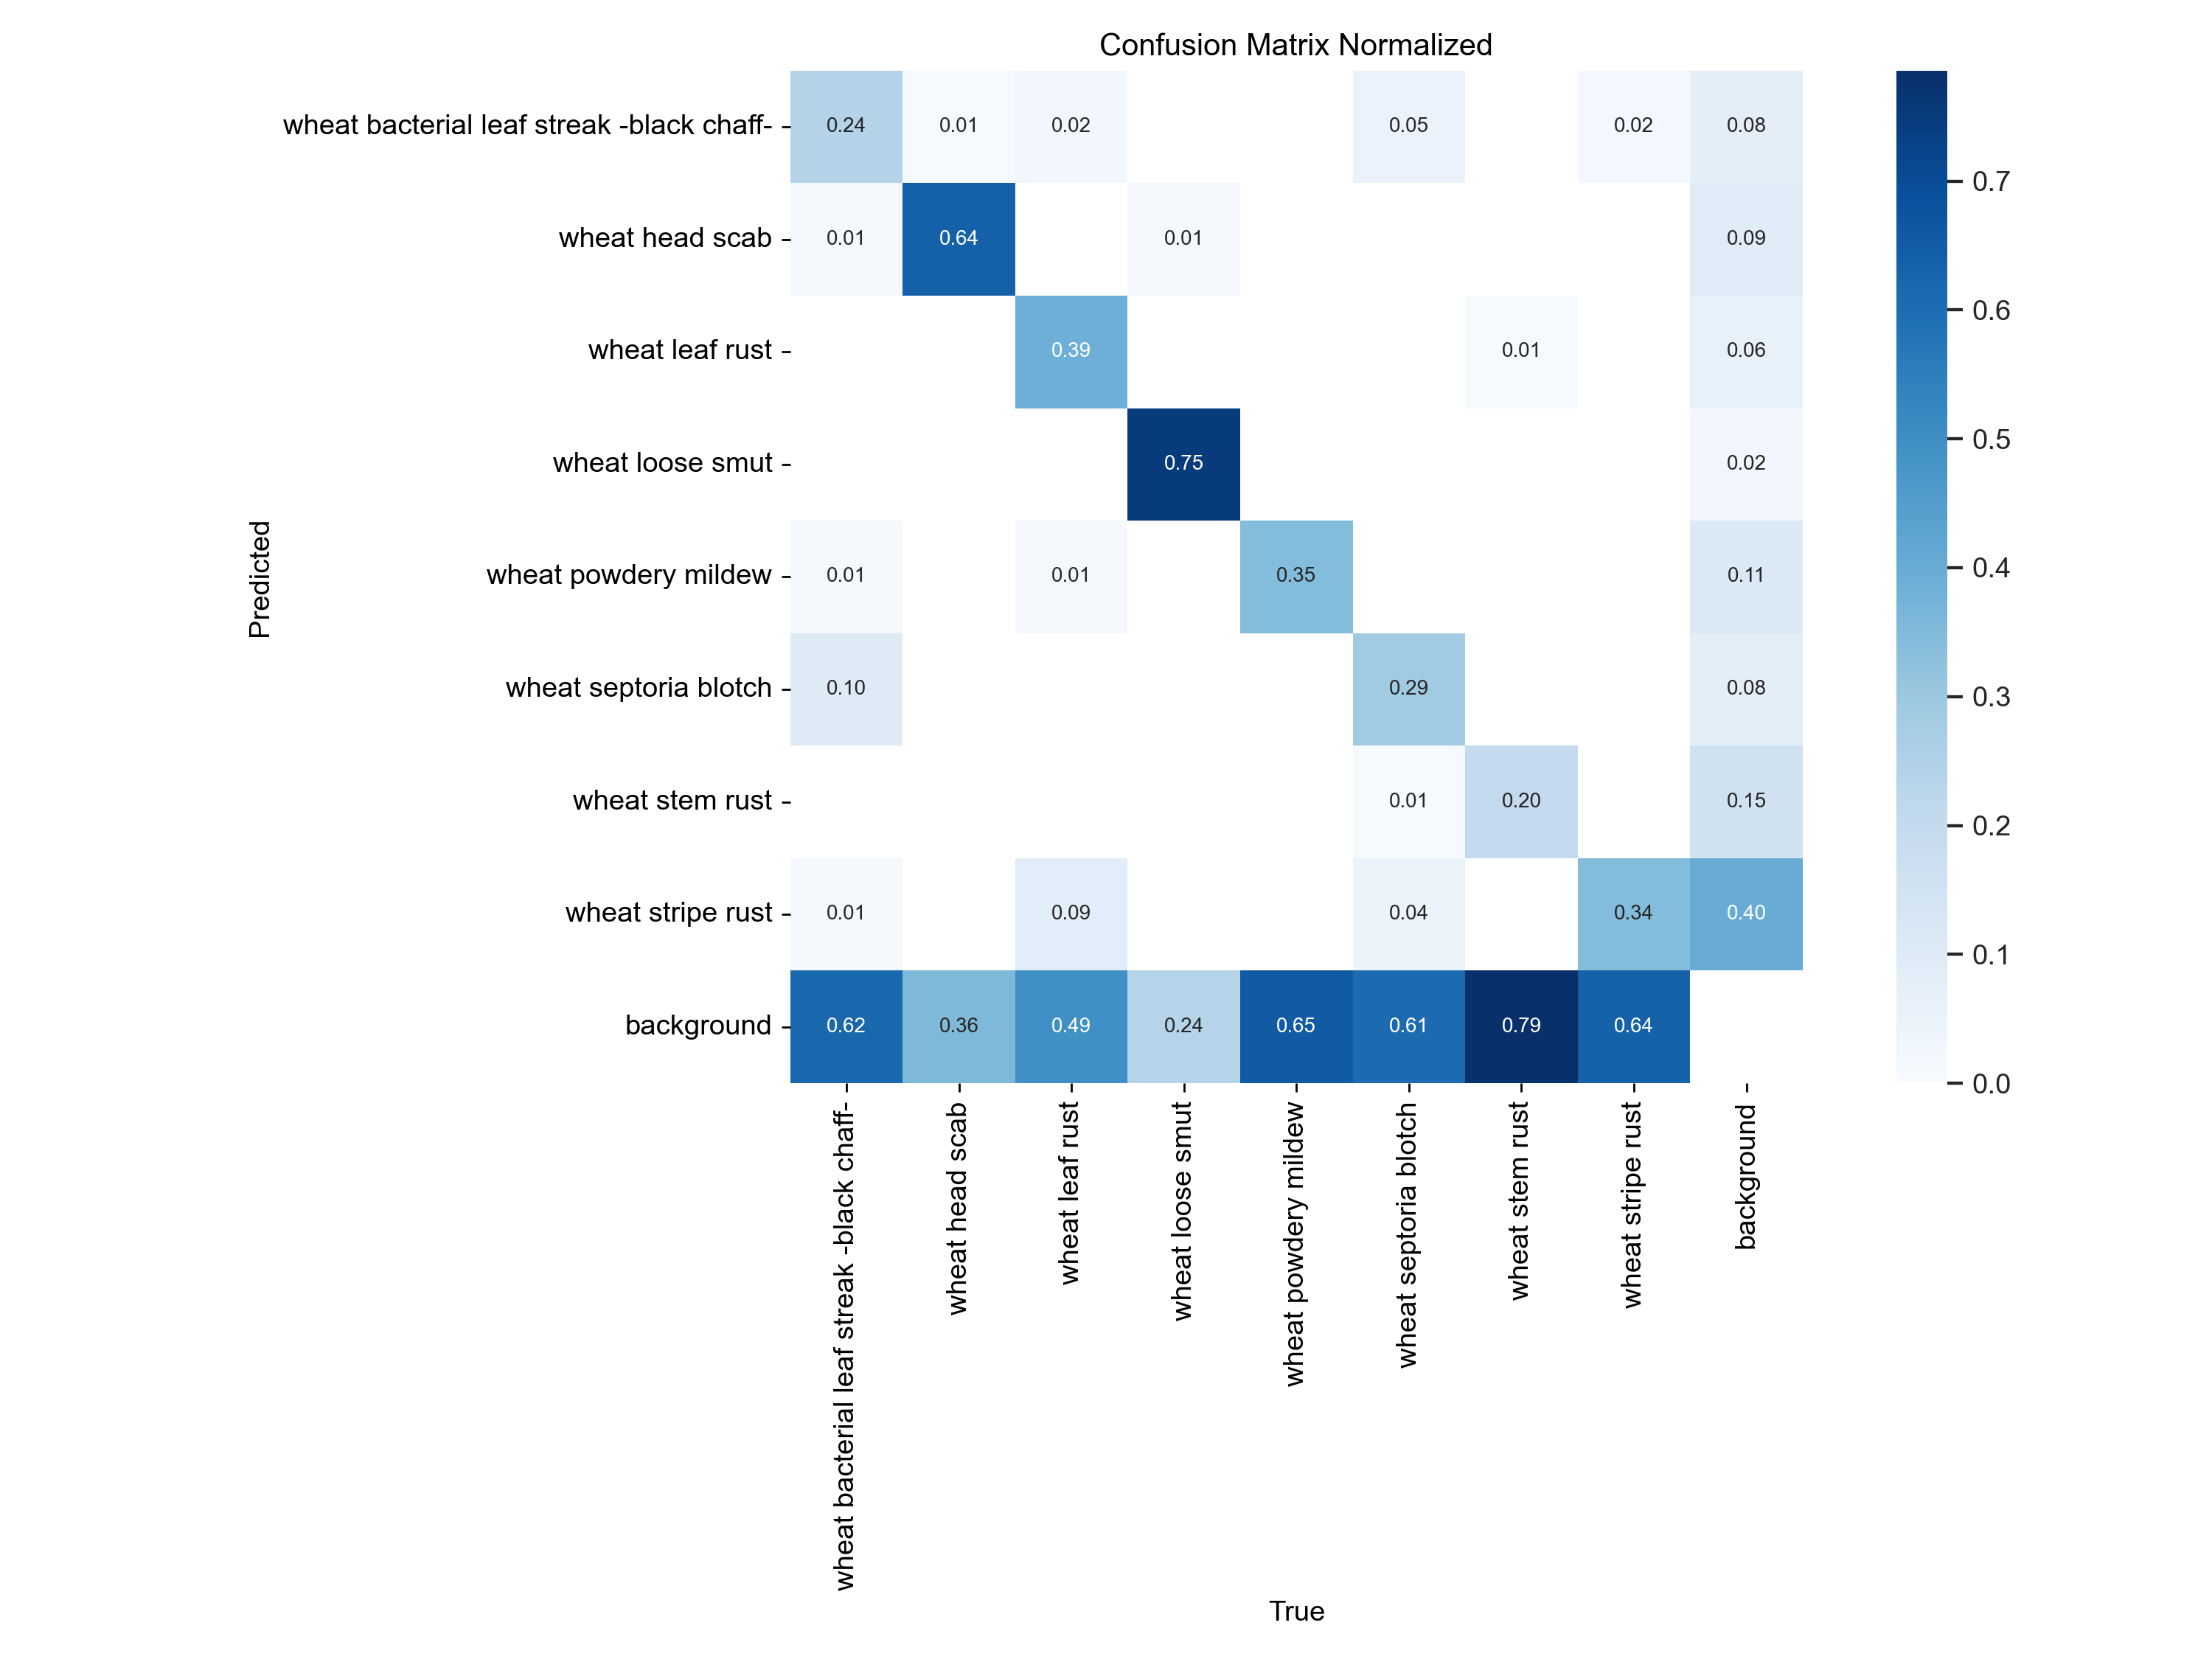 Confusion Matrix Normalized
wheat bacterial leaf streak -black chaff-
0.24 0.01 0.02 0.05 0.02 0.08
wheat head scab
0.01 0.64 0.01 0.09
wheat leaf rust
0.39 0.01 0.06
wheat loose smut
0.75 0.02
wheat powdery mildew
0.01 0.01 0.35 0.11
wheat septoria blotch
0.10 0.29 0.08
wheat stem rust
0.01 0.20 0.15
wheat stripe rust
0.01 0.09 0.04 0.34 0.40
background
0.62 0.36 0.49 0.24 0.65 0.61 0.79 0.64
Predicted
wheat bacterial leaf streak -black chaff-
wheat head scab
wheat leaf rust
wheat loose smut
wheat powdery mildew
wheat septoria blotch
wheat stem rust
wheat stripe rust
background
True
0.7
0.6
0.5
0.4
0.3
0.2
0.1
0.0